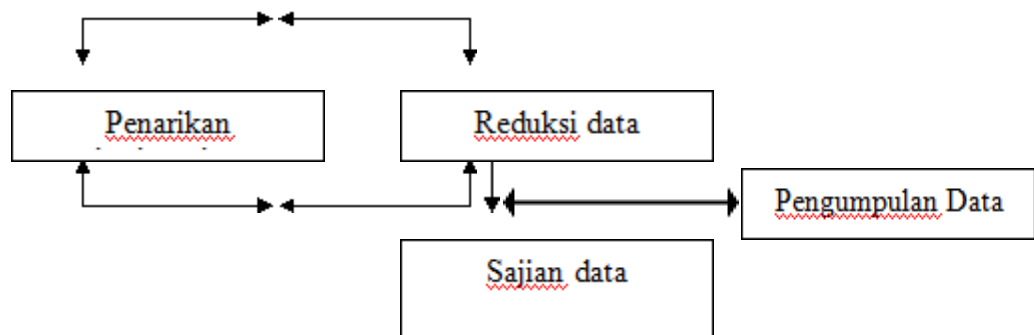 Penarikan
Reduksi data
Pengumpulan Data
Sajian data